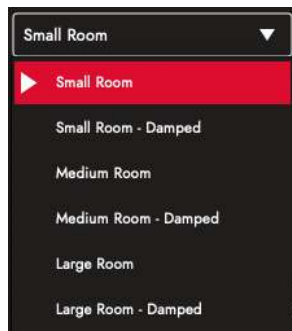 Small Room
Small Room
Small Room - Damped
Medium Room
Medium Room - Damped
Large Room
Large Room - Damped